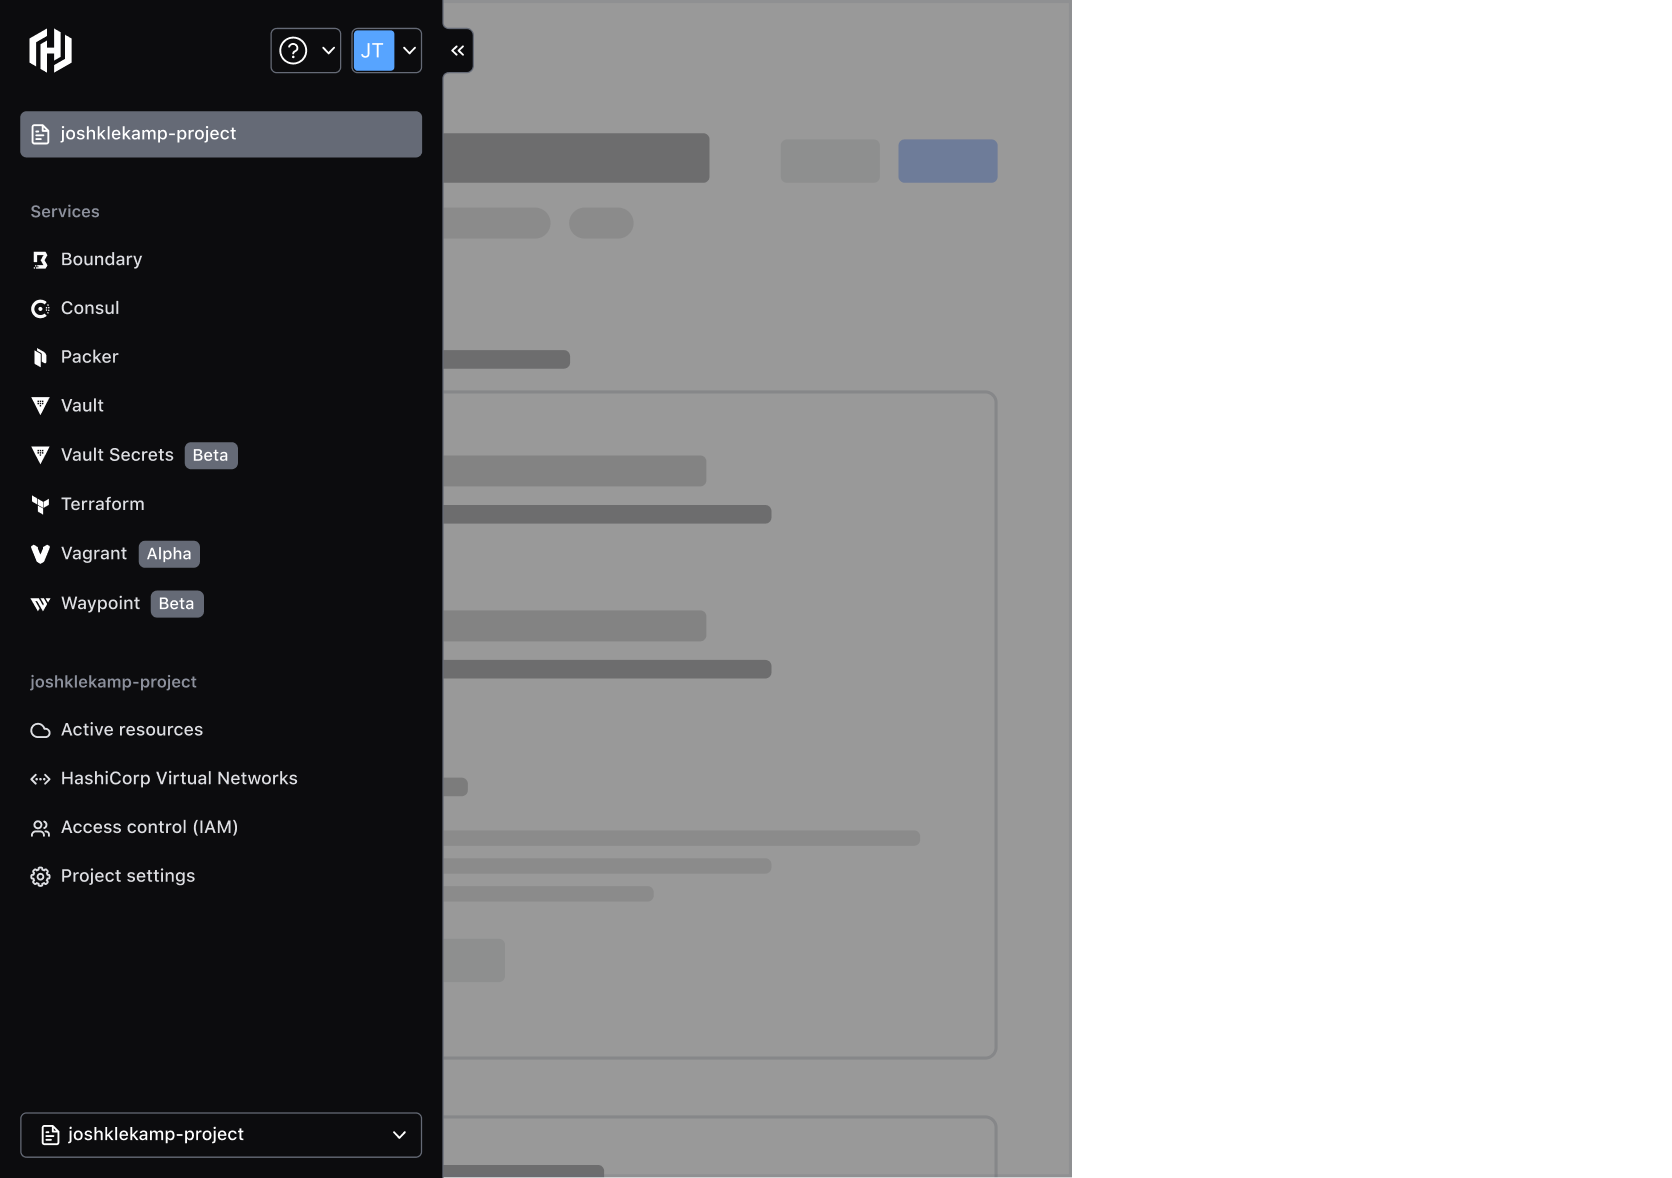 JT
joshklekamp-project
Services
Boundary
Consul
Packer
Vault
Vault Secrets Beta
Terraform
Vagrant Alpha
Waypoint Beta
joshklekamp-project
Active resources
HashiCorp Virtual Networks
Access control (IAM)
Project settings
joshklekamp-project